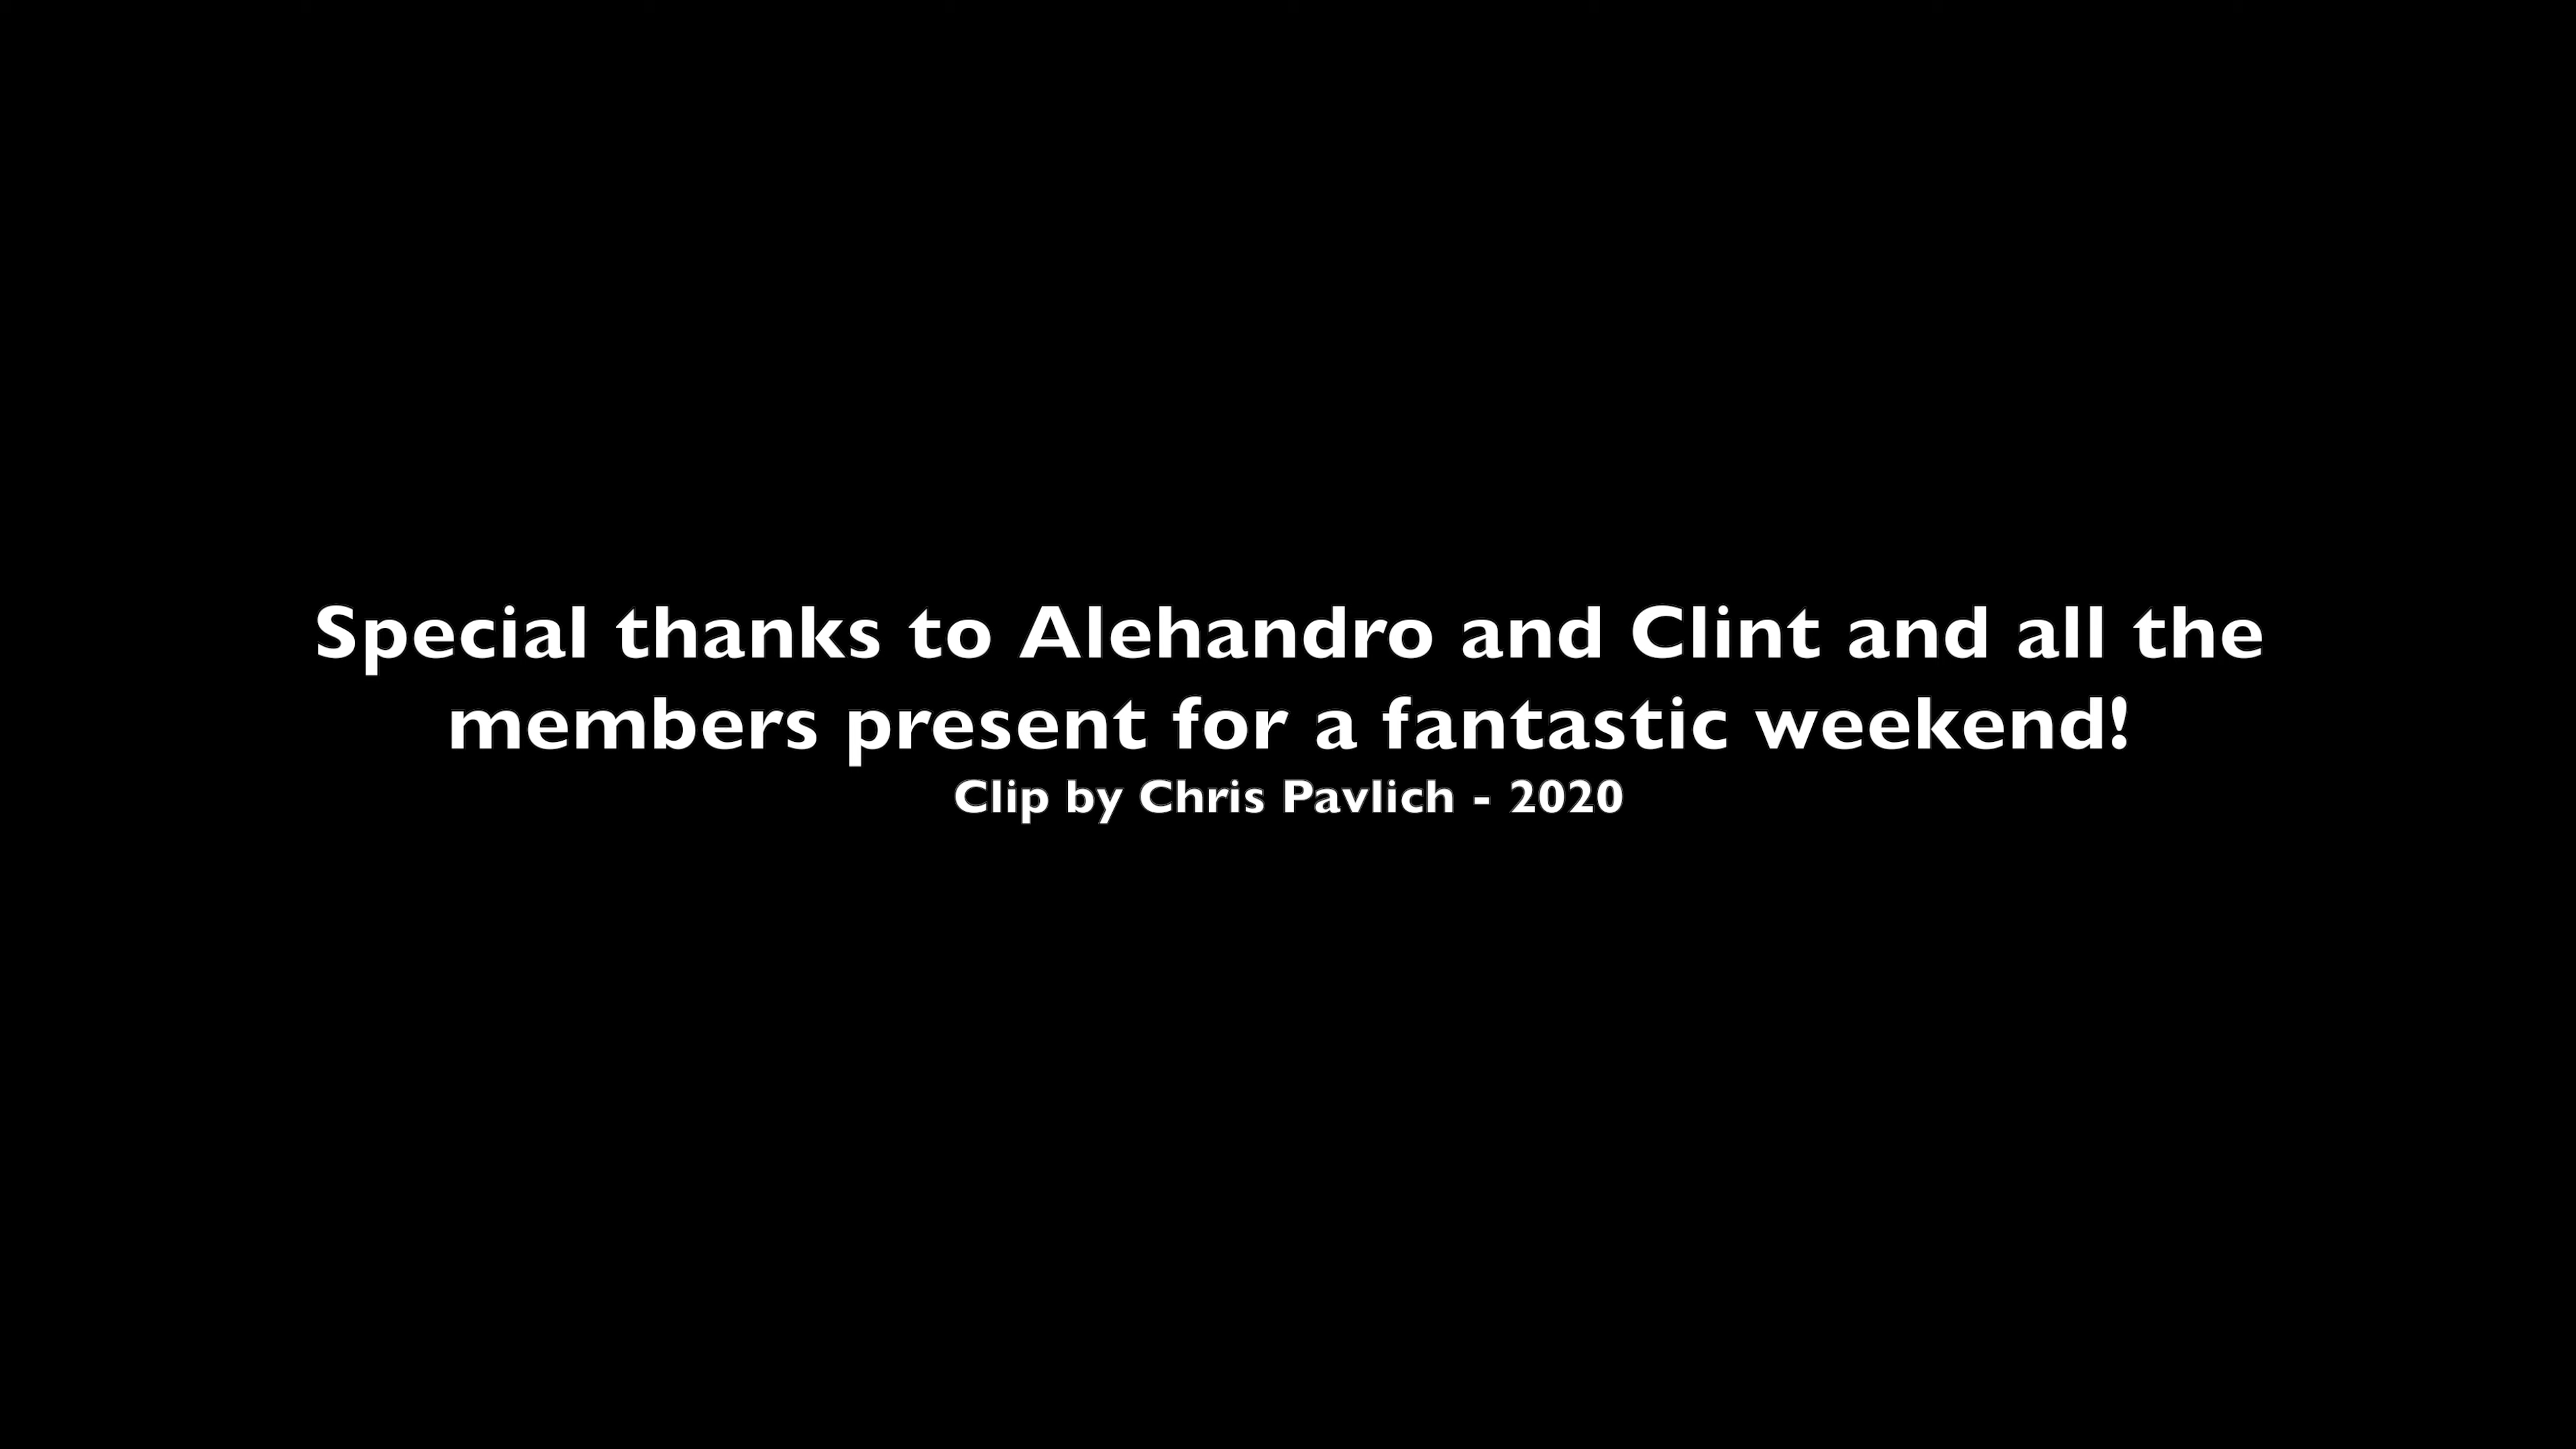 Special thanks to Alehandro and Clint and all the
members present for a fantastic weekend!
Clip by Chris Pavlich - 2020